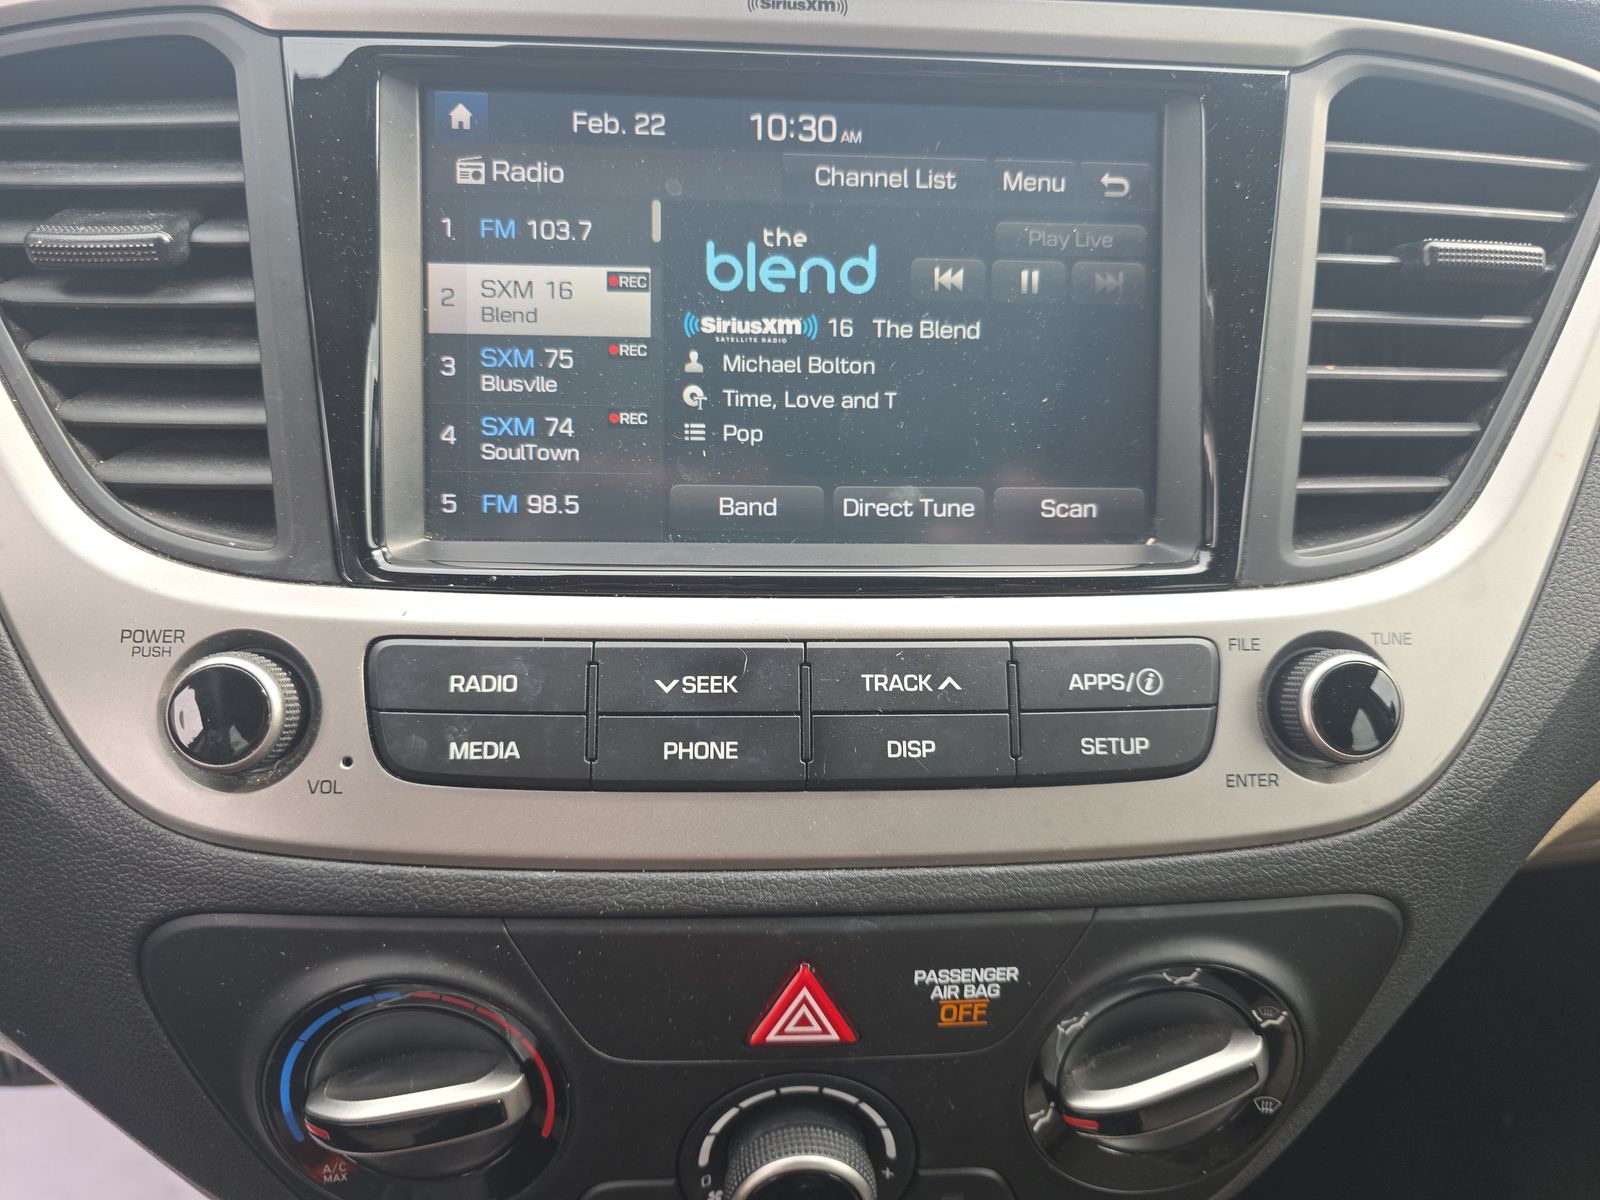 SiriusXM
Feb. 22 10:30 AM
Radio Channel List Menu
1 FM 103.7
2 SXM 16 REC
Blend
3 SXM 75 REC
Blusvlle
4 SXM 74 REC
SoulTown
5 FM 98.5
the
blend
Play Live
SiriusXM 16 The Blend
SATELLITE RADIO
Michael Bolton
Time, Love and T
Pop
Band Direct Tune Scan
POWER
PUSH
VOL
RADIO SEEK TRACK APPS/i
MEDIA PHONE DISP SETUP
FILE TUNE
ENTER
PASSENGER
AIR BAG
OFF
A/C
MAX
0 +